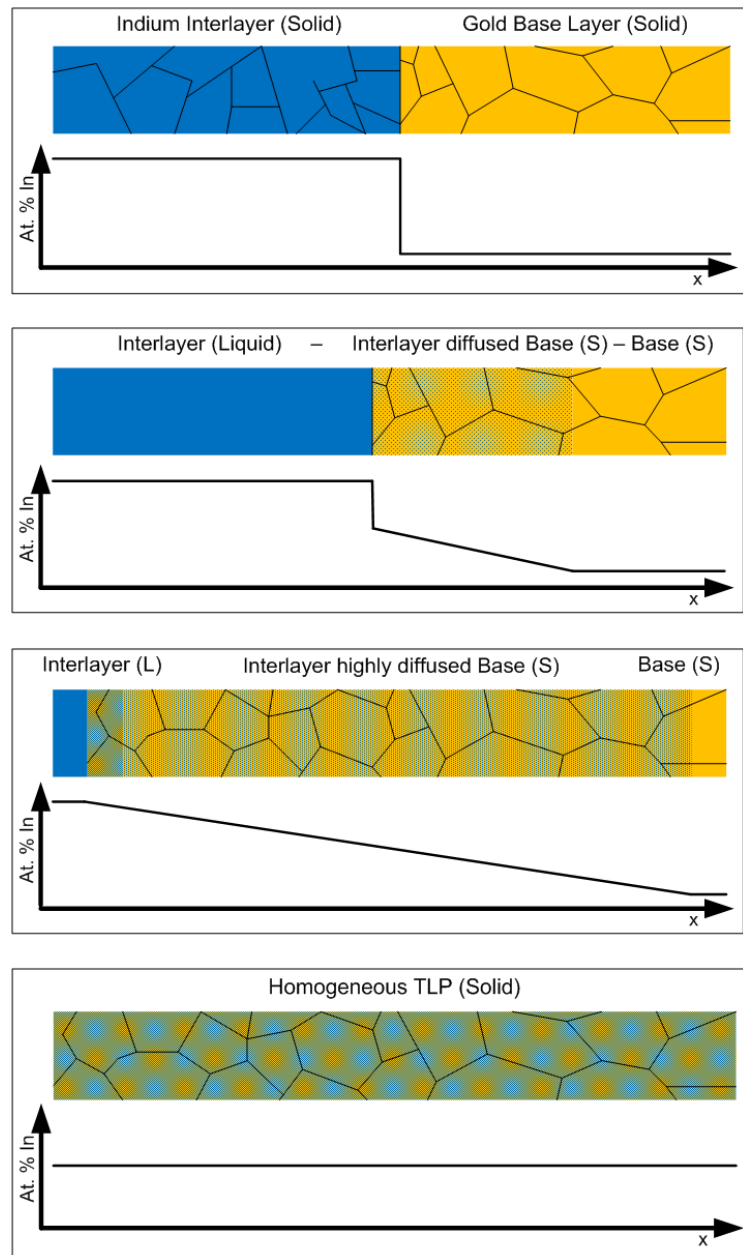 Indium Interlayer (Solid) Gold Base Layer (Solid)
At. % In
x
Interlayer (Liquid) – Interlayer diffused Base (S) – Base (S)
At. % In
x
Interlayer (L) Interlayer highly diffused Base (S) Base (S)
At. % In
x
Homogeneous TLP (Solid)
At. % In
x